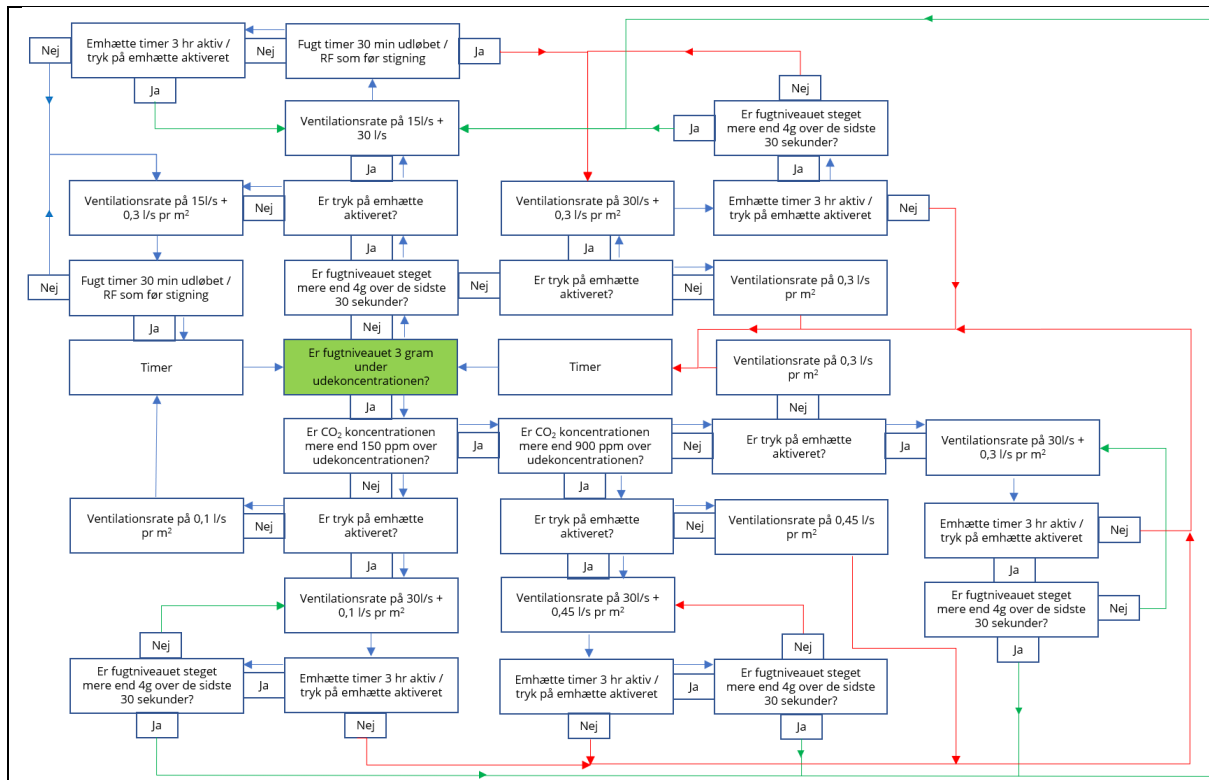 Nej
Emhætte timer 3 hr aktiv /
tryk på emhætte aktiveret
Nej
Fugt timer 30 min udløbet /
RF som før stigning
Ja
Ja
Nej
Ventilationsrate på 15l/s +
30 l/s
Ja
Er fugtniveauet steget
mere end 4g over de sidste
30 sekunder?
Ja
Ja
Ventilationsrate på 15l/s +
0,3 l/s pr m²
Nej
Er tryk på emhætte
aktiveret?
Ventilationsrate på 30l/s +
0,3 l/s pr m²
Emhætte timer 3 hr aktiv /
tryk på emhætte aktiveret
Nej
Ja
Ja
Nej
Fugt timer 30 min udløbet /
RF som før stigning
Er fugtniveauet steget
mere end 4g over de sidste
30 sekunder?
Nej
Er tryk på emhætte
aktiveret?
Nej
Ventilationsrate på 0,3 l/s
pr m²
Ja
Nej
Timer
Er fugtniveauet 3 gram
under
udekoncentrationen?
Timer
Ventilationsrate på 0,3 l/s
pr m²
Ja
Nej
Er CO₂ koncentrationen
mere end 150 ppm over
udekoncentrationen?
Ja
Er CO₂ koncentrationen
mere end 900 ppm over
udekoncentrationen?
Nej
Er tryk på emhætte
aktiveret?
Ja
Ventilationsrate på 30l/s +
0,3 l/s pr m²
Nej
Ja
Ventilationsrate på 0,1 l/s
pr m²
Nej
Er tryk på emhætte
aktiveret?
Er tryk på emhætte
aktiveret?
Nej
Ventilationsrate på 0,45 l/s
pr m²
Emhætte timer 3 hr aktiv /
tryk på emhætte aktiveret
Nej
Ja
Ja
Ja
Ventilationsrate på 30l/s +
0,1 l/s pr m²
Ventilationsrate på 30l/s +
0,45 l/s pr m²
Er fugtniveauet steget
mere end 4g over de sidste
30 sekunder?
Nej
Nej
Nej
Ja
Er fugtniveauet steget
mere end 4g over de sidste
30 sekunder?
Ja
Emhætte timer 3 hr aktiv /
tryk på emhætte aktiveret
Emhætte timer 3 hr aktiv /
tryk på emhætte aktiveret
Ja
Er fugtniveauet steget
mere end 4g over de sidste
30 sekunder?
Ja
Nej
Nej
Ja